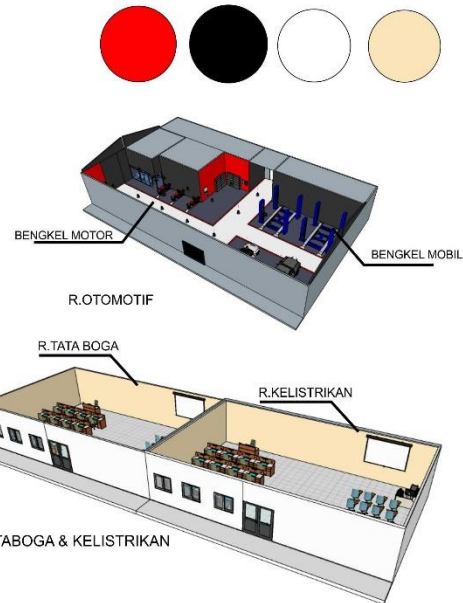 BENGKEL MOTOR
BENGKEL MOBIL
R.OTOMOTIF
R.TATA BOGA
R.KELISTRIKAN
TABOGA & KELISTRIKAN